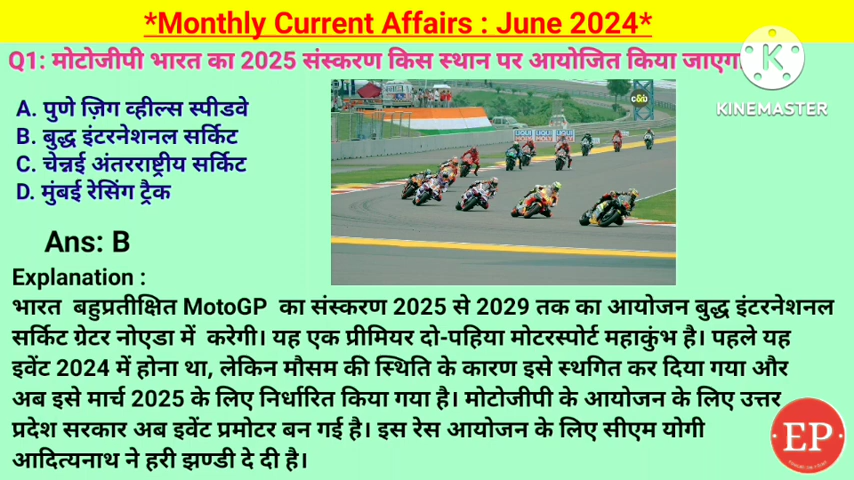 *Monthly Current Affairs : June 2024*
Q1: मोटोजीपी भारत का 2025 संस्करण किस स्थान पर आयोजित किया जाएग
KINEMASTER
A. पुणे ज़िग व्हील्स स्पीडवे
B. बुद्ध इंटरनेशनल सर्किट
C. चेन्नई अंतरराष्ट्रीय सर्किट
D. मुंबई रेसिंग ट्रैक
c&b
LIQUI LIQUI LIQUI
Ans: B
Explanation :
भारत बहुप्रतीक्षित MotoGP का संस्करण 2025 से 2029 तक का आयोजन बुद्ध इंटरनेशनल
सर्किट ग्रेटर नोएडा में करेगी। यह एक प्रीमियर दो-पहिया मोटरस्पोर्ट महाकुंभ है। पहले यह
इवेंट 2024 में होना था, लेकिन मौसम की स्थिति के कारण इसे स्थगित कर दिया गया और
अब इसे मार्च 2025 के लिए निर्धारित किया गया है। मोटोजीपी के आयोजन के लिए उत्तर
प्रदेश सरकार अब इवेंट प्रमोटर बन गई है। इस रेस आयोजन के लिए सीएम योगी
आदित्यनाथ ने हरी झण्डी दे दी है।
EP